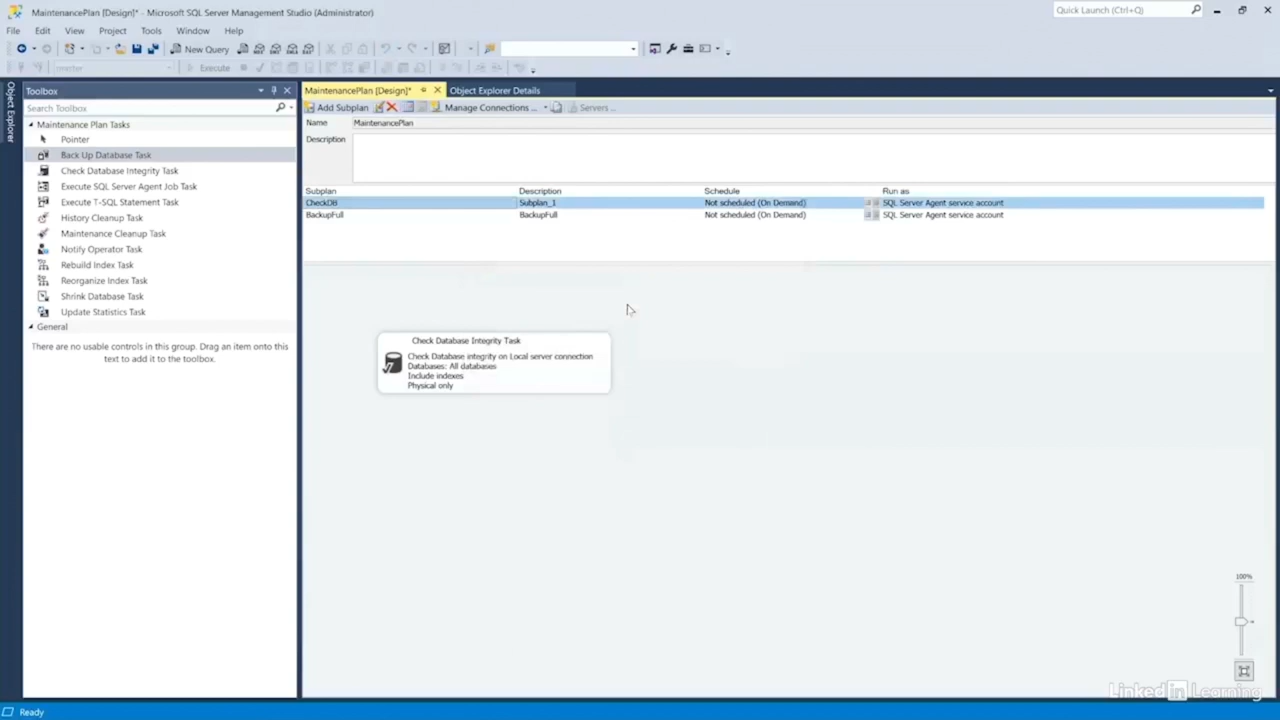 MaintenancePlan [Design]* - Microsoft SQL Server Management Studio (Administrator)
Quick Launch (Ctrl+Q)
File Edit View Project Tools Window Help
New Query
master
Execute
Object Explorer
Toolbox
Search Toolbox
Maintenance Plan Tasks
Pointer
Back Up Database Task
Check Database Integrity Task
Execute SQL Server Agent Job Task
Execute T-SQL Statement Task
History Cleanup Task
Maintenance Cleanup Task
Notify Operator Task
Rebuild Index Task
Reorganize Index Task
Shrink Database Task
Update Statistics Task
General
There are no usable controls in this group. Drag an item onto this
text to add it to the toolbox.
MaintenancePlan [Design]* Object Explorer Details
Add Subplan Manage Connections ... Servers ...
Name MaintenancePlan
Description
Subplan Description Schedule Run as
CheckDB Subplan_1 Not scheduled (On Demand) SQL Server Agent service account
BackupFull BackupFull Not scheduled (On Demand) SQL Server Agent service account
Check Database Integrity Task
Check Database integrity on Local server connection
Databases: All databases
Include indexes
Physical only
100%
Linked in Learning
Ready